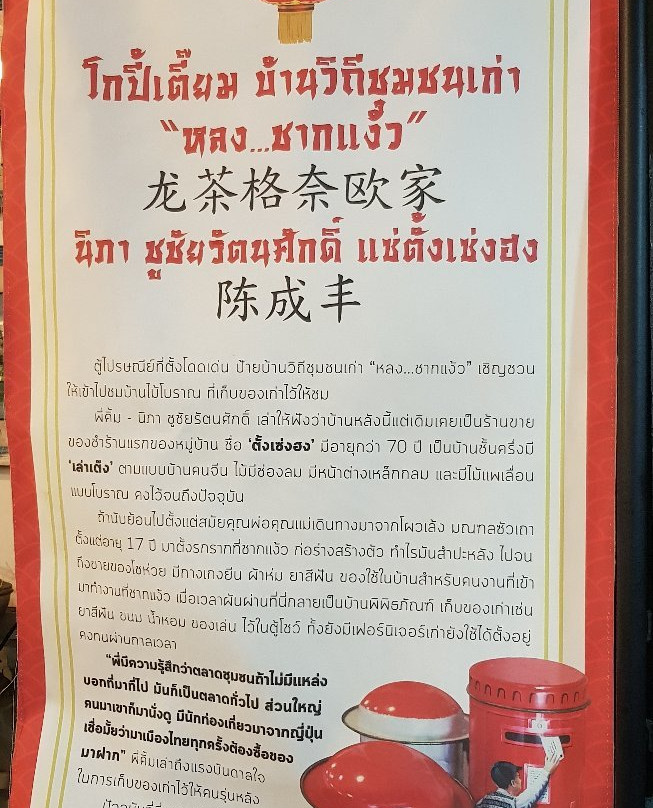 โกปี้เตี๊ยม บ้านวิถีชุมชนเก่า
“หลง...ชากแง้ว”
龙茶格奈欧家
นิภา ชูชัยรัตนศักดิ์ แซ่ตั้งเซ่งฮง
陈成丰
ตู้ไปรษณีย์ที่ตั้งโดดเด่น ป้ายบ้านวิถีชุมชนเก่า “หลง...ชากแง้ว” เชิญชวน
ให้เข้าไปชมบ้านไม้โบราณ ที่เก็บของเก่าไว้ให้ชม
พี่คิ้ม - นิภา ชูชัยรัตนศักดิ์ เล่าให้ฟังว่าบ้านหลังนี้แต่เดิมเคยเป็นร้านขาย
ของชำร้านแรกของหมู่บ้าน ชื่อ ‘ตั้งเซ่งฮง’ มีอายุกว่า 70 ปี เป็นบ้านชั้นครึ่งมี
‘เล่าเต๊ง’ ตามแบบบ้านคนจีน ไม้มีช่องลม มีหน้าต่างเหล็กกลม และมีไม้แพเลื่อน
แบบโบราณ คงไว้จนถึงปัจจุบัน
ถ้านับย้อนไปตั้งแต่สมัยคุณพ่อคุณแม่เดินทางมาจากโผวเล้ง มณฑลซัวเถา
ตั้งแต่อายุ 17 ปี มาตั้งรกรากที่ชากแง้ว ก่อร่างสร้างตัว ทำไร่มันสำปะหลัง ไปจน
ถึงขายของโชห่วย มีกางเกงยีน ผ้าห่ม ยาสีฟัน ของใช้ในบ้านสำหรับคนงานที่เข้า
มาทำงานที่ชากแง้ว เมื่อเวลาผันผ่านที่นี่กลายเป็นบ้านพิพิธภัณฑ์ เก็บของเก่าเช่น
ยาสีฟัน ขนม น้ำหอม ของเล่น ไว้ในตู้โชว์ ทั้งยังมีเฟอร์นิเจอร์เก่ายังใช้ได้ตั้งอยู่
คงทนผ่านกาลเวลา
“พี่มีความรู้สึกว่าตลาดชุมชนถ้าไม่มีแหล่ง
บอกที่มาที่ไป มันก็เป็นตลาดทั่วไป ส่วนใหญ่
คนมาเขาก็มานั่งดู มีนักท่องเที่ยวมาจากญี่ปุ่น
เชื่อมั้ยว่ามาเมืองไทยทุกครั้งต้องซื้อของ
มาฝาก” พี่คิ้มเล่าถึงแรงบันดาลใจ
ในการเก็บของเก่าไว้ให้คนรุ่นหลัง